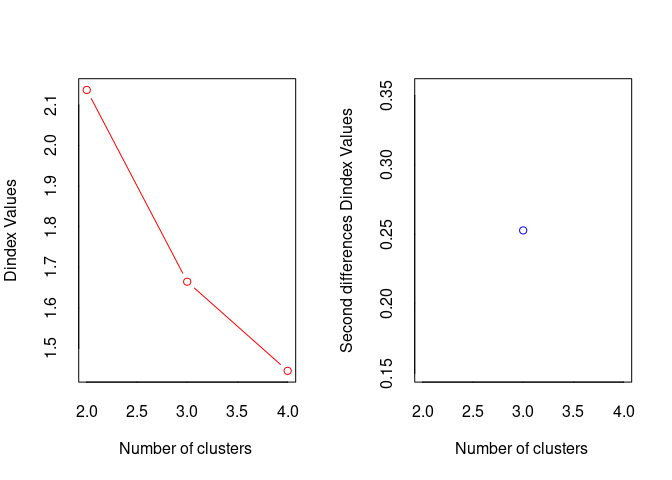 Dindex Values
2.1
2.0
1.9
1.8
1.7
1.6
1.5
2.0 2.5 3.0 3.5 4.0
Number of clusters
Second differences Dindex Values
0.35
0.30
0.25
0.20
0.15
2.0 2.5 3.0 3.5 4.0
Number of clusters